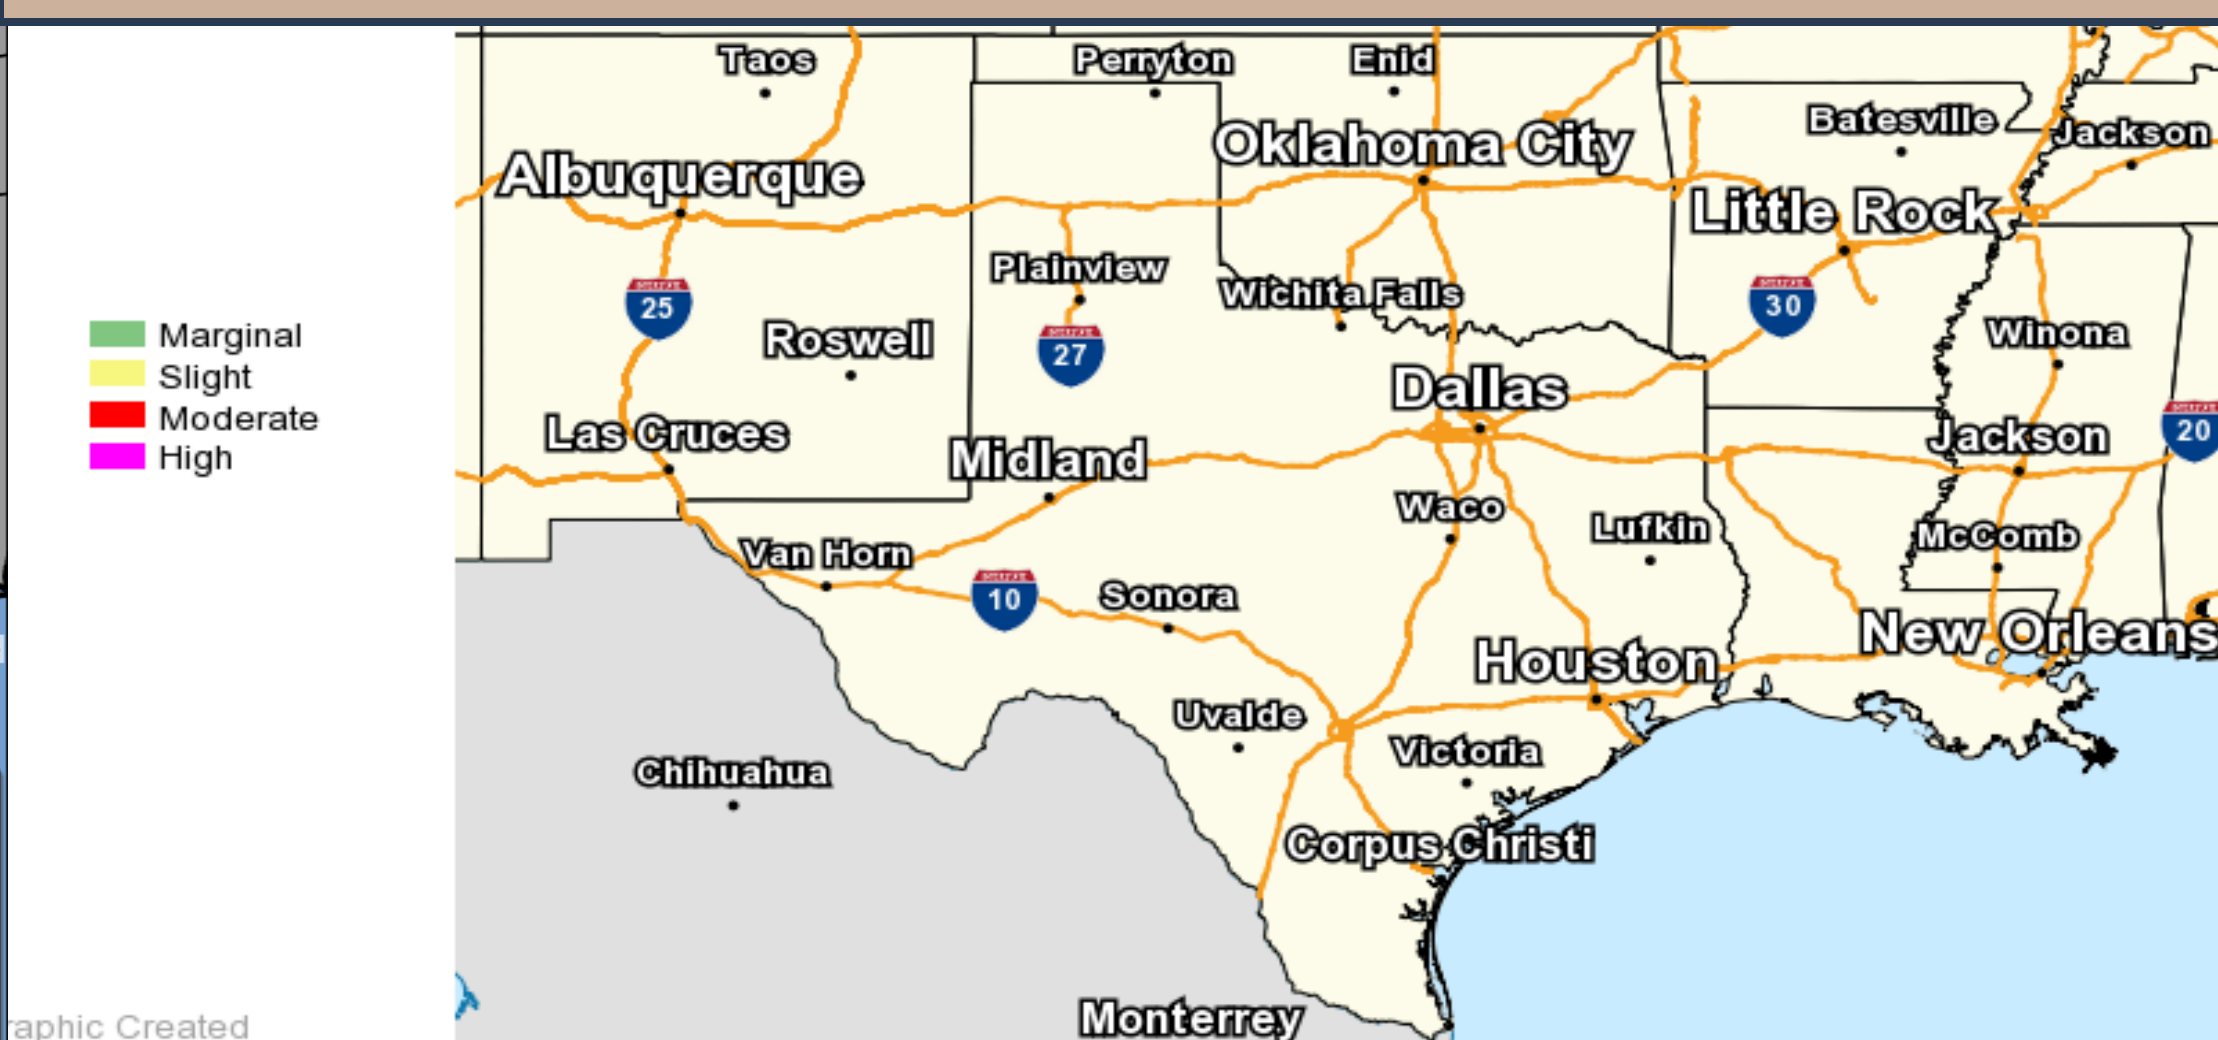 Marginal
Slight
Moderate
High
raphic Created
Taos
Perryton
Enid
Batesville
Jackson
Oklahoma City
Albuquerque
Little Rock
Plainview
Wichita Falls
25
30
Roswell
27
Winona
Dallas
Las Cruces
Midland
Jackson
20
Waco
Lufkin
McComb
Van Horn
10
Sonora
New Orleans
Houston
Uvalde
Victoria
Chihuahua
Corpus Christi
Monterrey